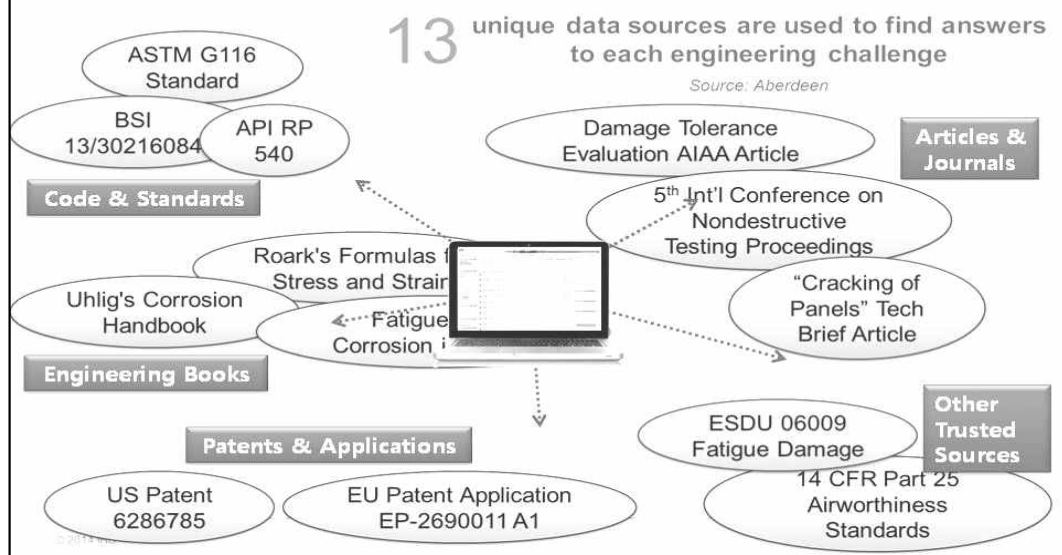 13
unique data sources are used to find answers
to each engineering challenge
Source: Aberdeen
ASTM G116
Standard
BSI
13/30216084
API RP
540
Code & Standards
Damage Tolerance
Evaluation AIAA Article
Articles &
Journals
5th Int'l Conference on
Nondestructive
Testing Proceedings
"Cracking of
Panels" Tech
Brief Article
Roark's Formulas
Stress and Strain
Uhlig's Corrosion
Handbook
Fatigue
Corrosion
Engineering Books
Patents & Applications
US Patent
6286785
EU Patent Application
EP-2690011 A1
Other
Trusted
Sources
ESDU 06009
Fatigue Damage
14 CFR Part 25
Airworthiness
Standards
© 2014